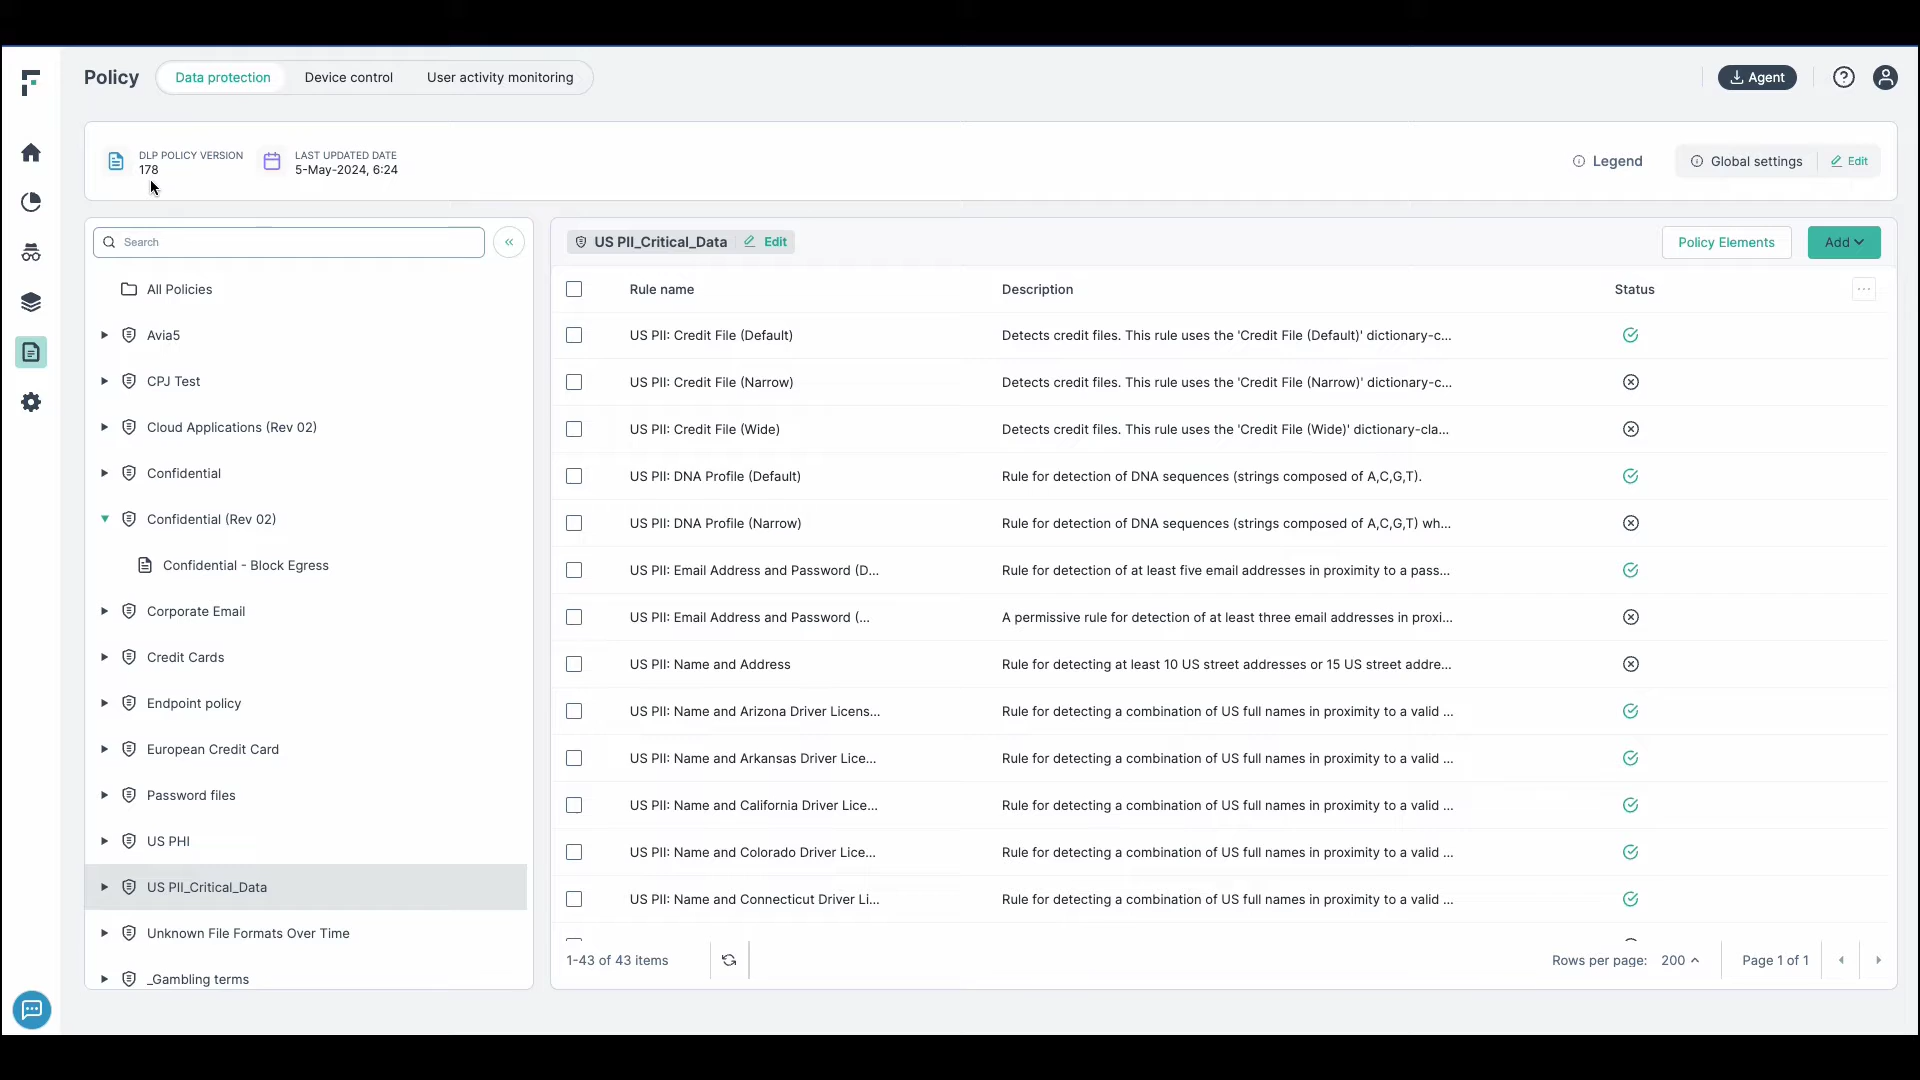 Policy
Data protection
Device control
User activity monitoring
Agent
DLP POLICY VERSION
178
LAST UPDATED DATE
5-May-2024, 6:24
Legend
Global settings
Edit
Search
All Policies
Avia5
CPJ Test
Cloud Applications (Rev 02)
Confidential
Confidential (Rev 02)
Confidential - Block Egress
Corporate Email
Credit Cards
Endpoint policy
European Credit Card
Password files
US PHI
US PII_Critical_Data
Unknown File Formats Over Time
_Gambling terms
US PII_Critical_Data
Edit
Policy Elements
Add
Rule name Description Status
US PII: Credit File (Default) Detects credit files. This rule uses the 'Credit File (Default)' dictionary-c...
US PII: Credit File (Narrow) Detects credit files. This rule uses the 'Credit File (Narrow)' dictionary-c...
US PII: Credit File (Wide) Detects credit files. This rule uses the 'Credit File (Wide)' dictionary-cla...
US PII: DNA Profile (Default) Rule for detection of DNA sequences (strings composed of A,C,G,T).
US PII: DNA Profile (Narrow) Rule for detection of DNA sequences (strings composed of A,C,G,T) wh...
US PII: Email Address and Password (D... Rule for detection of at least five email addresses in proximity to a pass...
US PII: Email Address and Password (... A permissive rule for detection of at least three email addresses in proxi...
US PII: Name and Address Rule for detecting at least 10 US street addresses or 15 US street addre...
US PII: Name and Arizona Driver Licens... Rule for detecting a combination of US full names in proximity to a valid ...
US PII: Name and Arkansas Driver Lice... Rule for detecting a combination of US full names in proximity to a valid ...
US PII: Name and California Driver Lice... Rule for detecting a combination of US full names in proximity to a valid ...
US PII: Name and Colorado Driver Lice... Rule for detecting a combination of US full names in proximity to a valid ...
US PII: Name and Connecticut Driver Li... Rule for detecting a combination of US full names in proximity to a valid ...
1-43 of 43 items
Rows per page: 200
Page 1 of 1